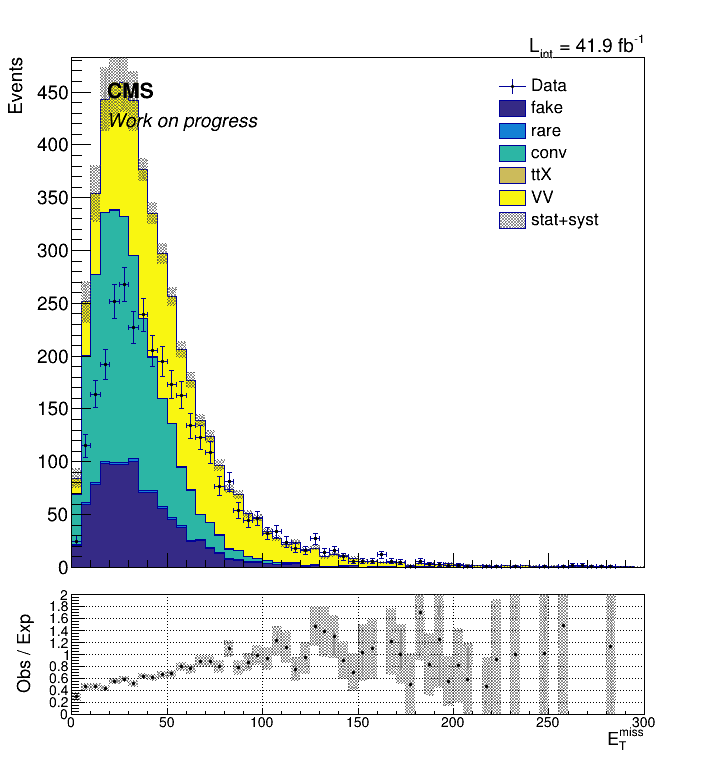 L_int = 41.9 fb^-1
Events
CMS
Work on progress
Data
fake
rare
conv
ttX
VV
stat+syst
450
400
350
300
250
200
150
100
50
0
Obs / Exp
2
1.8
1.6
1.4
1.2
1
0.8
0.6
0.4
0.2
0
0 50 100 150 200 250 300
E_T^miss